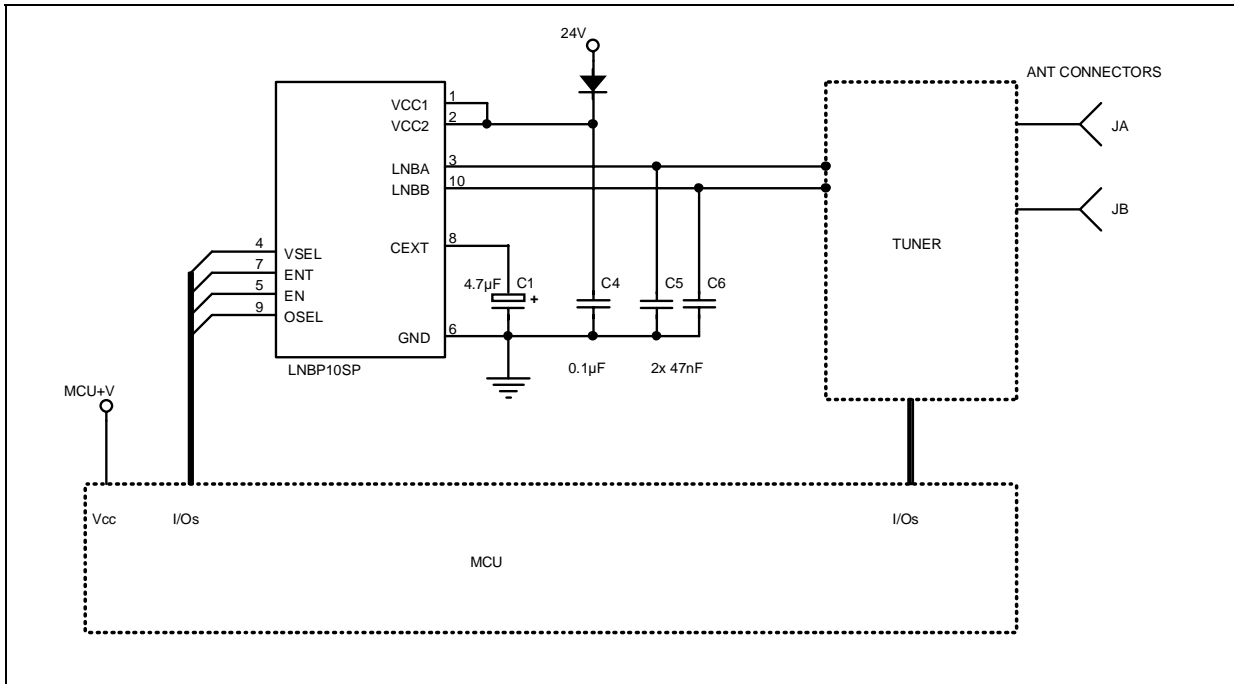 24V
ANT CONNECTORS
VCC1 1
VCC2 2
JA
LNBA 3
LNBB 10
JB
TUNER
4 VSEL
CEXT 8
7 ENT
5 EN
4.7µF C1
+
C4
C5
C6
9 OSEL
GND 6
LNBP10SP
0.1µF
2x 47nF
MCU+V
Vcc
I/Os
I/Os
MCU